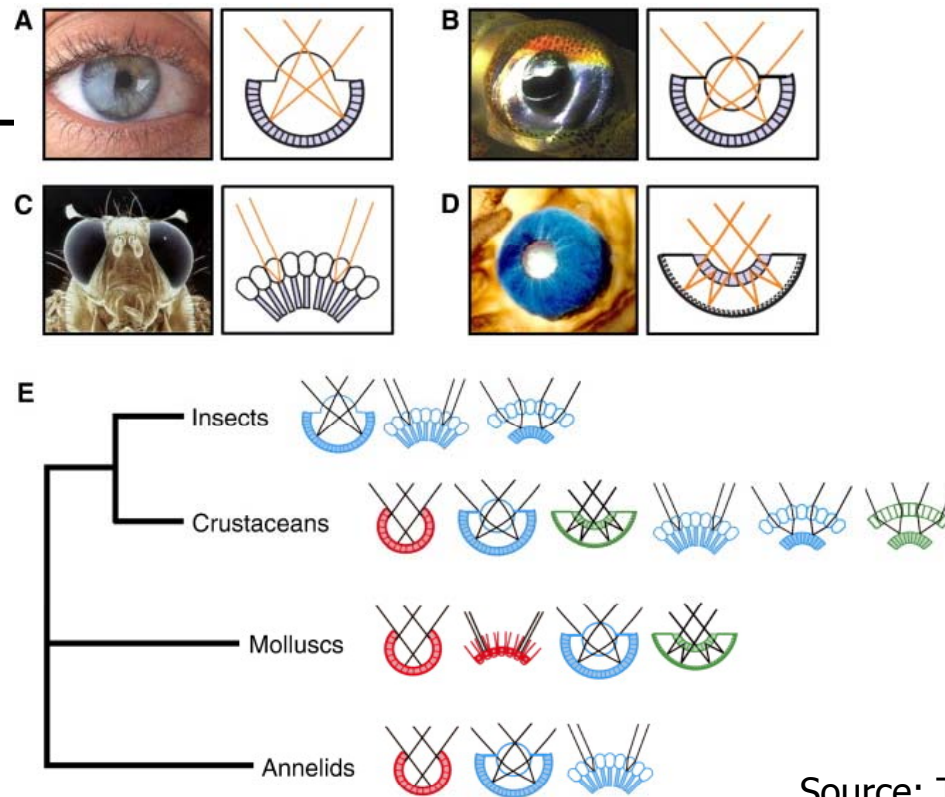 A
B
C
D
E
Insects
Crustaceans
Molluscs
Annelids
Source: